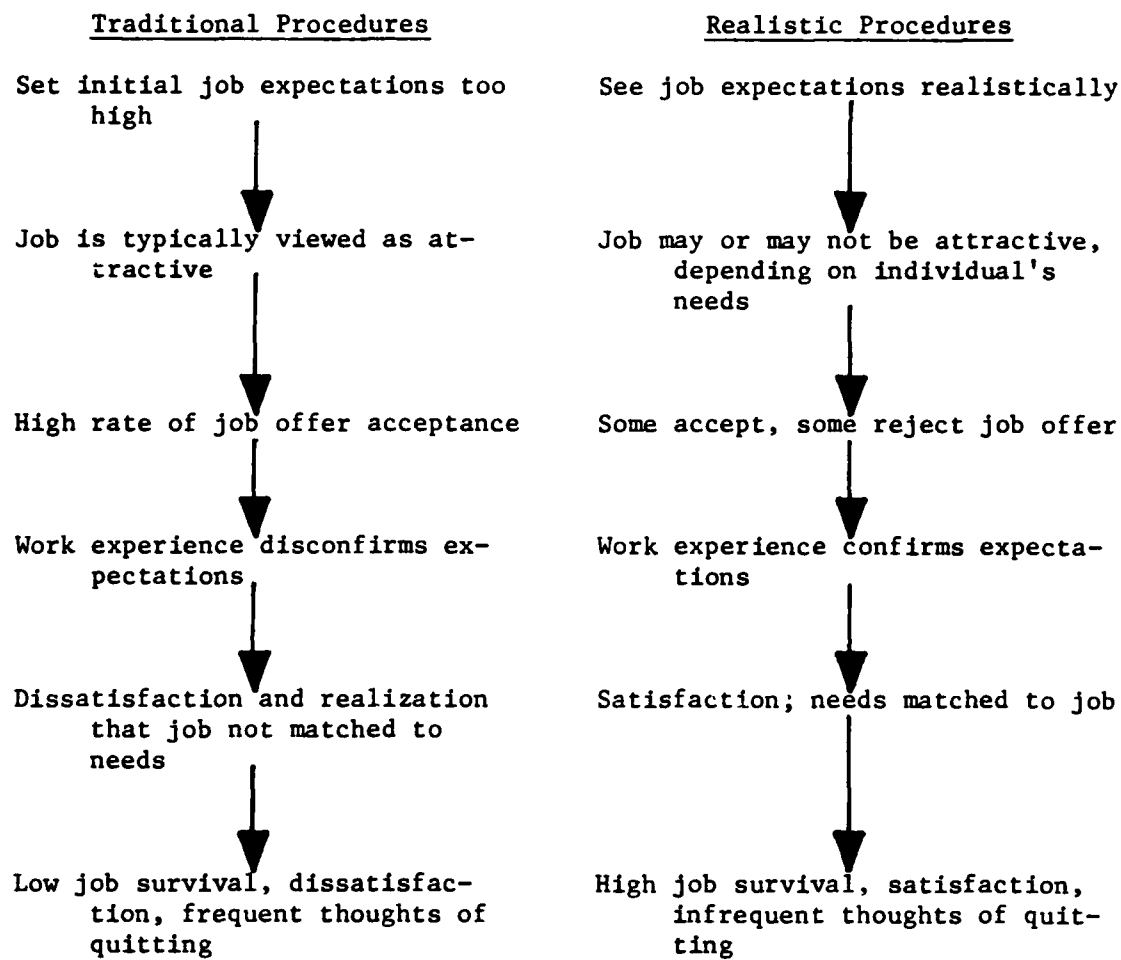 Traditional Procedures
Set initial job expectations too
high
Job is typically viewed as at-
tractive
High rate of job offer acceptance
Work experience disconfirms ex-
pectations
Dissatisfaction and realization
that job not matched to
needs
Low job survival, dissatisfac-
tion, frequent thoughts of
quitting
Realistic Procedures
See job expectations realistically
Job may or may not be attractive,
depending on individual's
needs
Some accept, some reject job offer
Work experience confirms expecta-
tions
Satisfaction; needs matched to job
High job survival, satisfaction,
infrequent thoughts of quit-
ting